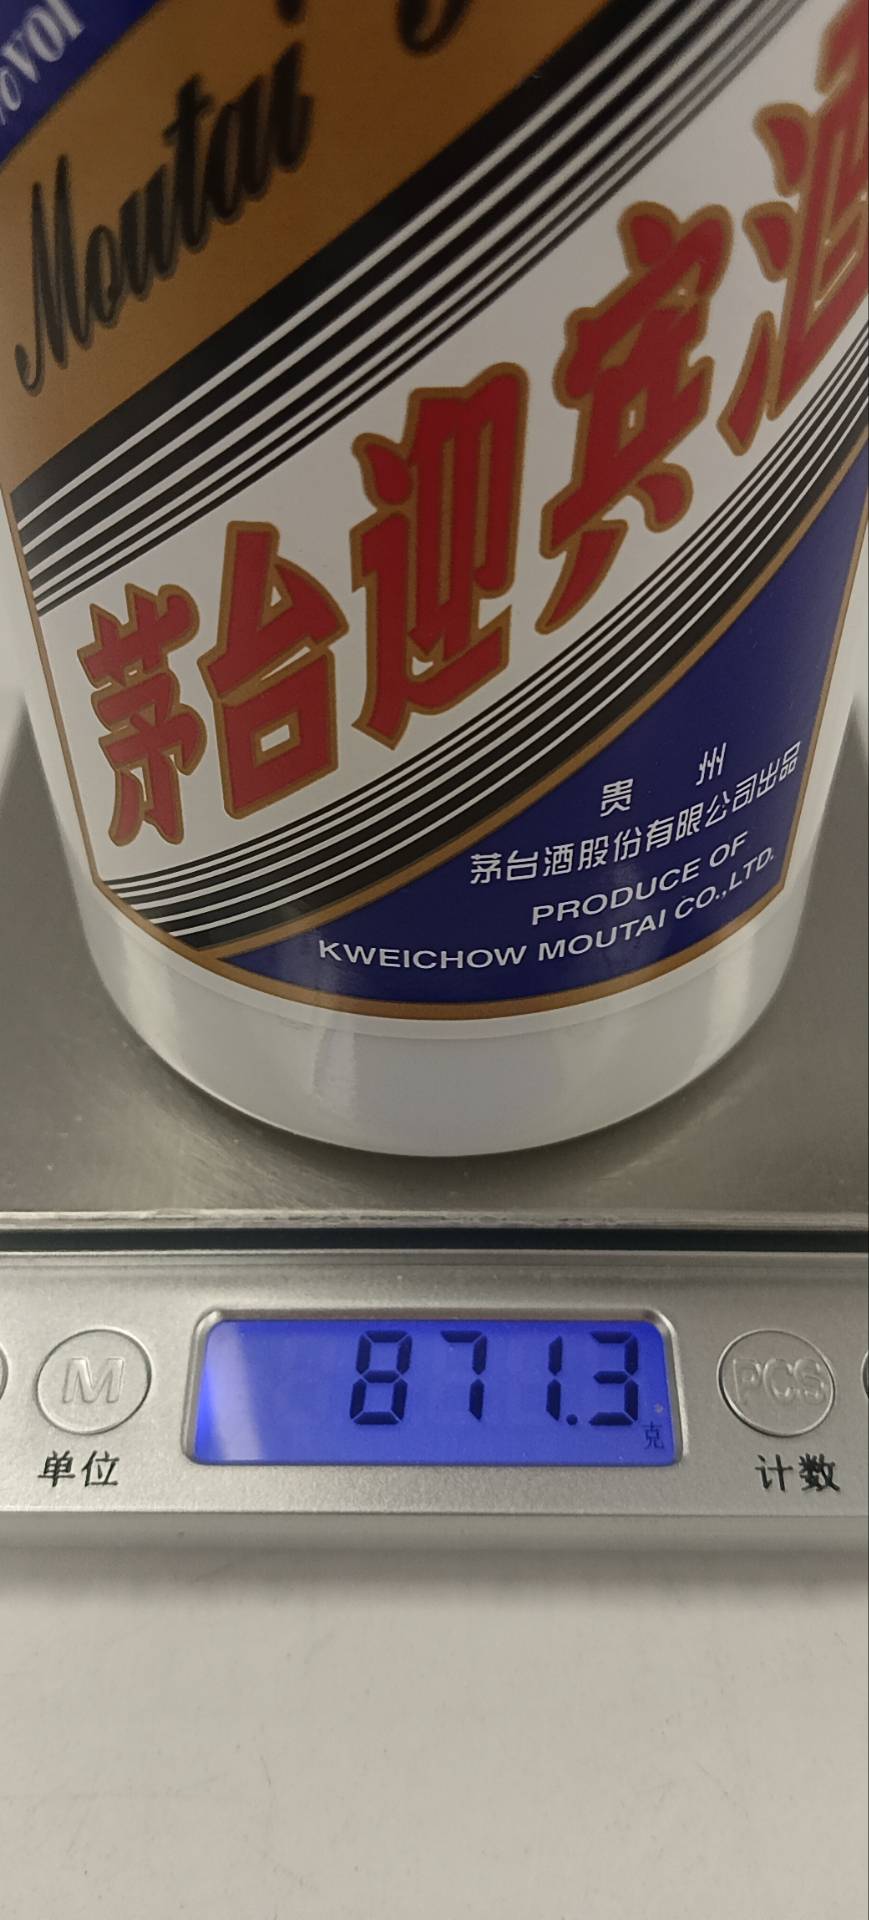 %vol
Moutai
茅台迎宾酒
贵 州
茅台酒股份有限公司出品
PRODUCE OF
KWEICHOW MOUTAI CO.,LTD.
871.3
克
M
PCS
单位
计数